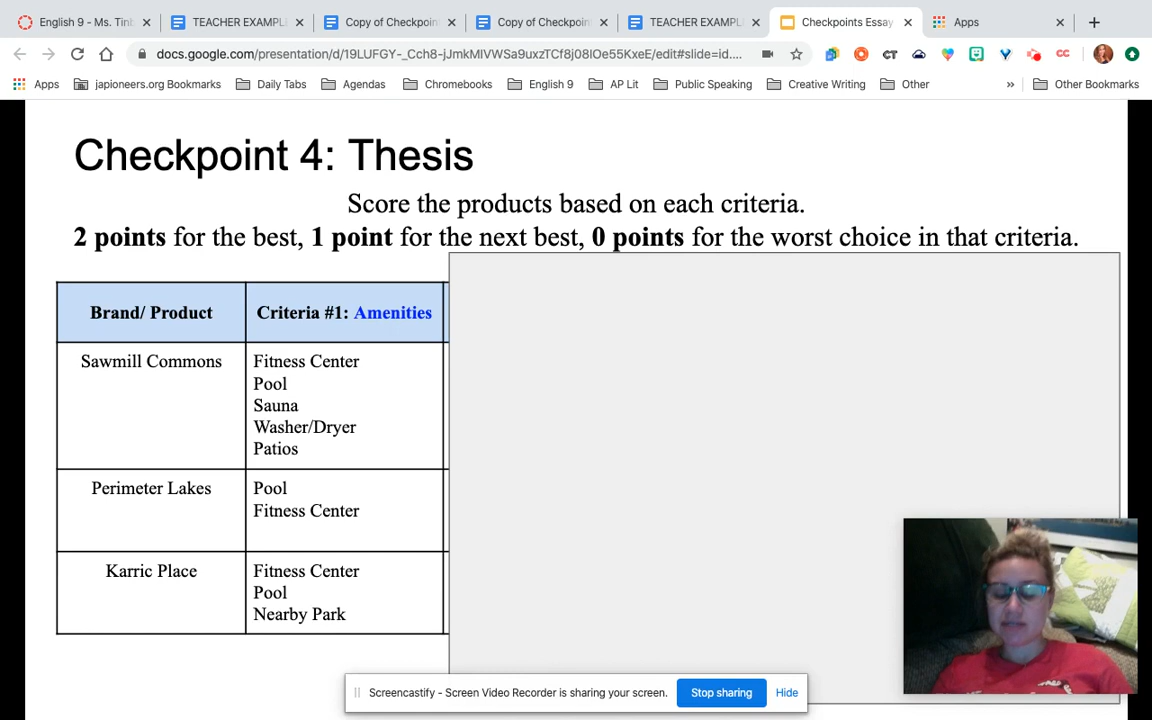 English 9 - Ms. Tinb
TEACHER EXAMPLE
Copy of Checkpoin
Copy of Checkpoin
TEACHER EXAMPL
Checkpoints Essay
Apps
docs.google.com/presentation/d/19LUFGY-_Cch8-jJmkMIVWSa9uxzTCf8j08lOe55KxeE/edit#slide=id....
Apps
japioneers.org Bookmarks
Daily Tabs
Agendas
Chromebooks
English 9
AP Lit
Public Speaking
Creative Writing
Other
»
Other Bookmarks
Checkpoint 4: Thesis
Score the products based on each criteria.
2 points for the best, 1 point for the next best, 0 points for the worst choice in that criteria.
Brand/ Product
Criteria #1: Amenities
Sawmill Commons
Fitness Center
Pool
Sauna
Washer/Dryer
Patios
Perimeter Lakes
Pool
Fitness Center
Karric Place
Fitness Center
Pool
Nearby Park
Screencastify - Screen Video Recorder is sharing your screen.
Stop sharing
Hide